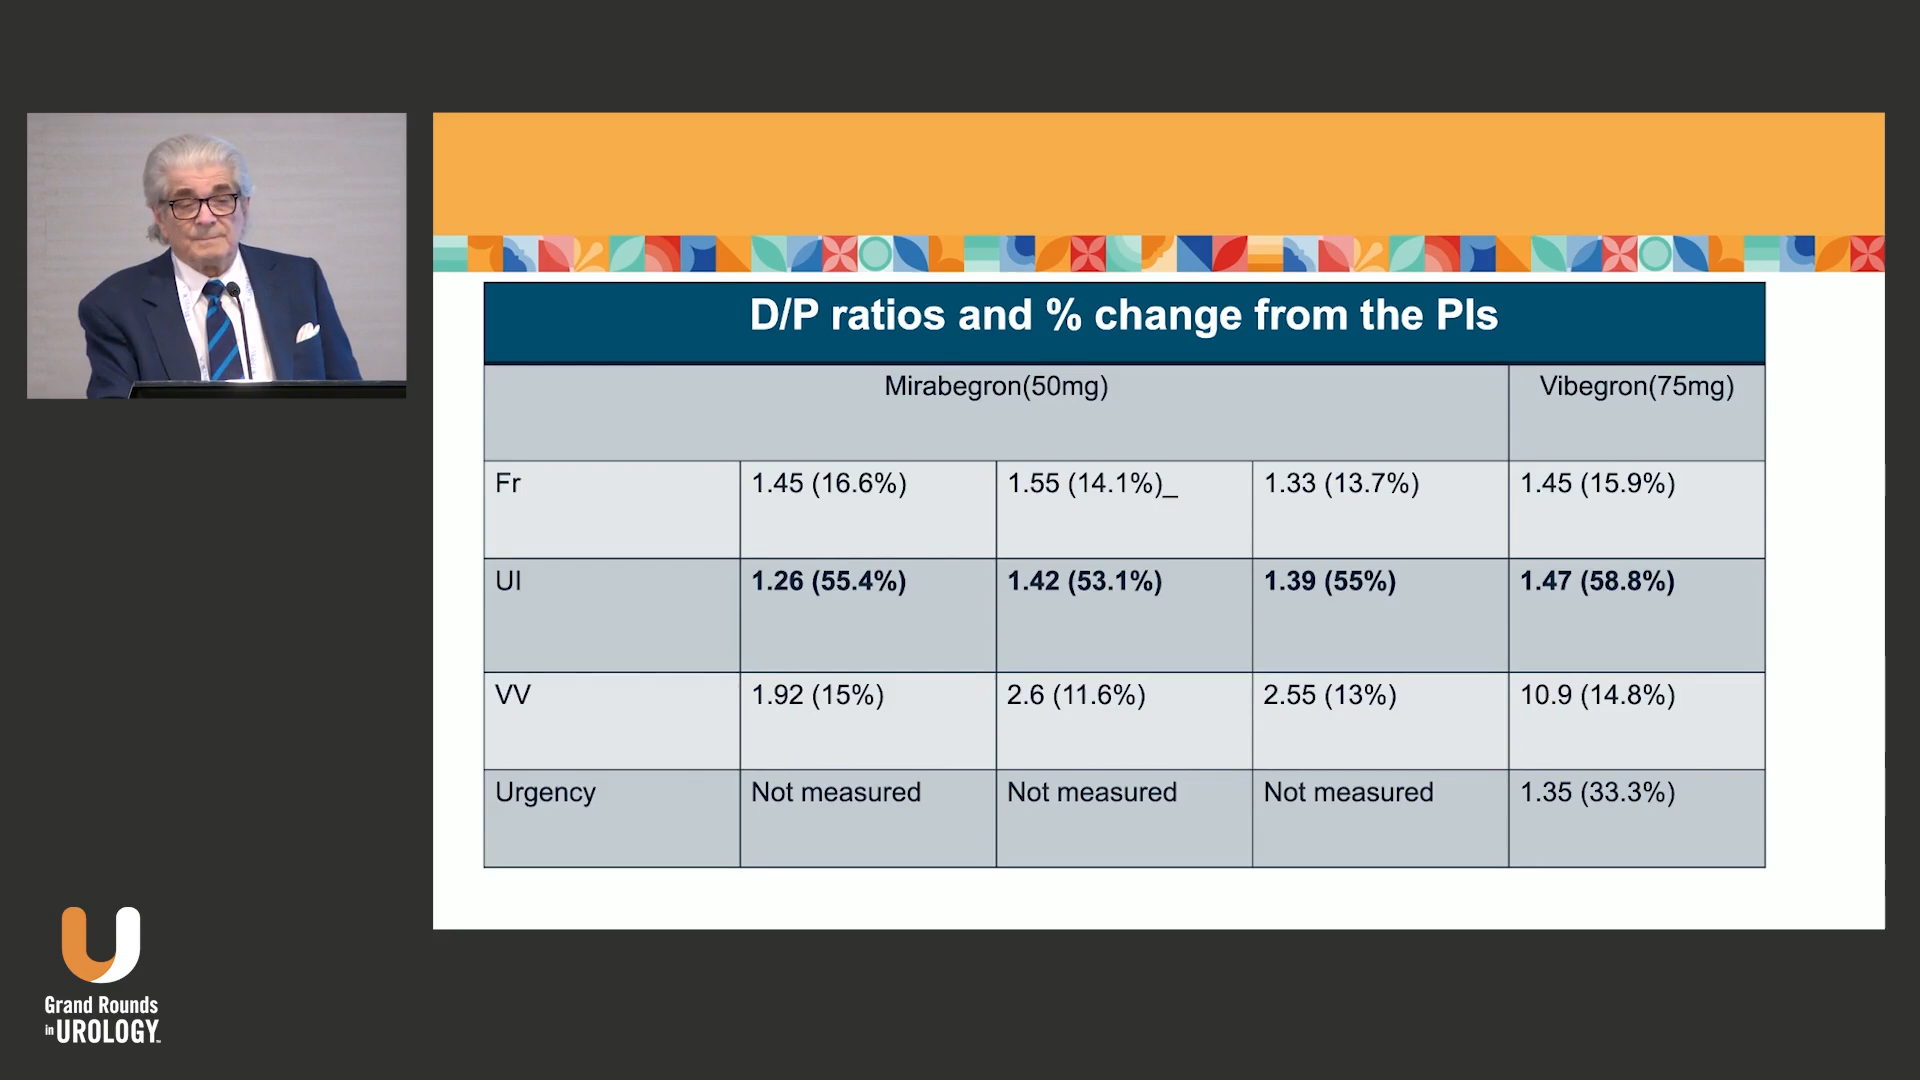 D/P ratios and % change from the PIs
Mirabegron(50mg) Vibegron(75mg)
Fr 1.45 (16.6%) 1.55 (14.1%)_ 1.33 (13.7%) 1.45 (15.9%)
UI 1.26 (55.4%) 1.42 (53.1%) 1.39 (55%) 1.47 (58.8%)
VV 1.92 (15%) 2.6 (11.6%) 2.55 (13%) 10.9 (14.8%)
Urgency Not measured Not measured Not measured 1.35 (33.3%)
Grand Rounds
in UROLOGY™